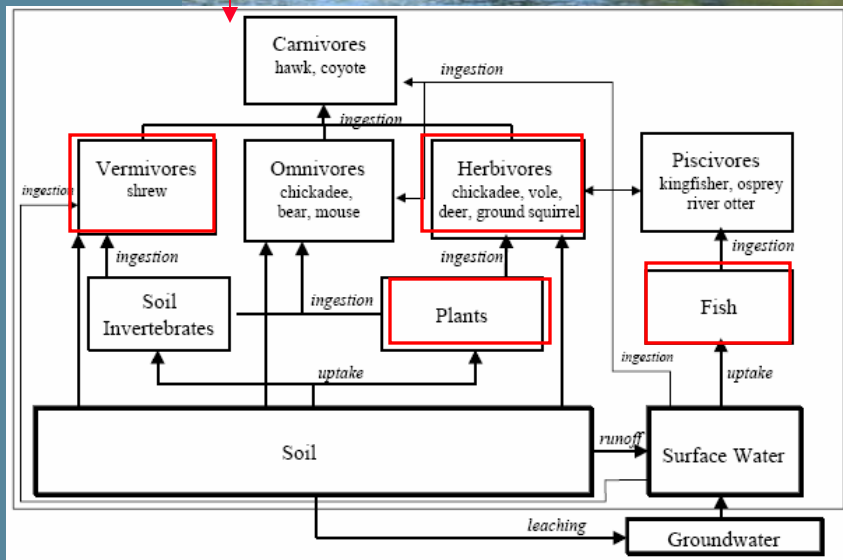 Carnivores
hawk, coyote
ingestion
ingestion
Vermivores
shrew
Omnivores
chickadee,
bear, mouse
Herbivores
chickadee, vole,
deer, ground squirrel
Piscivores
kingfisher, osprey
river otter
ingestion
ingestion
ingestion
ingestion
Soil
Invertebrates
ingestion
Plants
Fish
ingestion
uptake
uptake
Soil
runoff
Surface Water
leaching
Groundwater